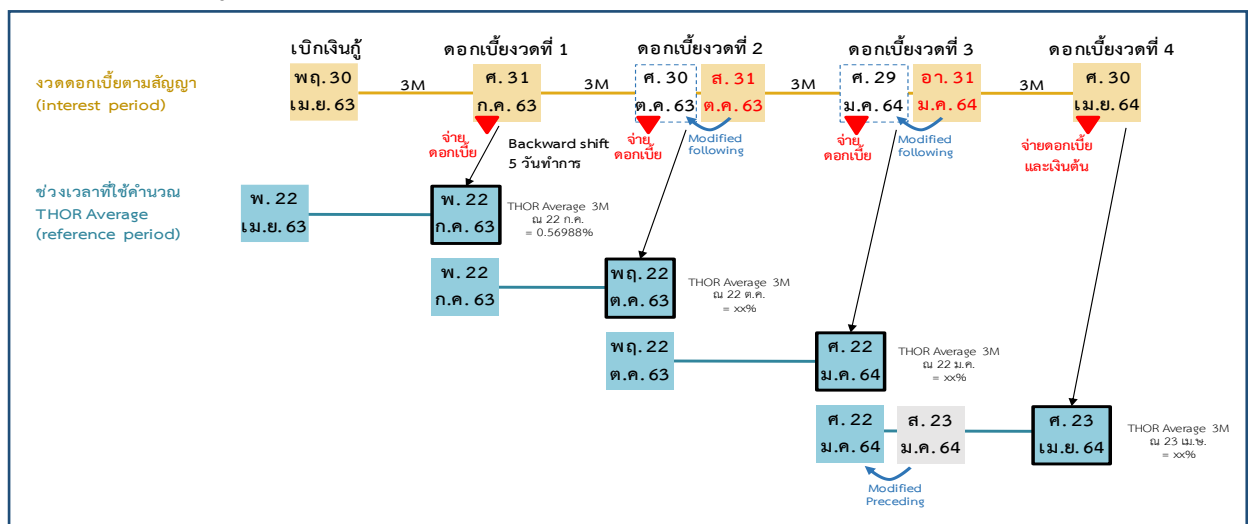 เบิกเงินกู้
ดอกเบี้ยงวดที่ 1
ดอกเบี้ยงวดที่ 2
ดอกเบี้ยงวดที่ 3
ดอกเบี้ยงวดที่ 4
งวดดอกเบี้ยตามสัญญา
(interest period)
พฤ. 30
เม.ย. 63
3M
ศ. 31
ก.ค. 63
3M
ศ. 30
ต.ค. 63
ส. 31
ต.ค. 63
3M
ศ. 29
ม.ค. 64
อา. 31
ม.ค. 64
3M
ศ. 30
เม.ย. 64
จ่าย
ดอกเบี้ย
Backward shift
5 วันทำการ
จ่าย
ดอกเบี้ย
Modified
following
จ่าย
ดอกเบี้ย
Modified
following
จ่ายดอกเบี้ย
และเงินต้น
ช่วงเวลาที่ใช้คำนวณ
THOR Average
(reference period)
พ. 22
เม.ย. 63
พ. 22
ก.ค. 63
THOR Average 3M
ณ 22 ก.ค.
= 0.56988%
พ. 22
ก.ค. 63
พฤ. 22
ต.ค. 63
THOR Average 3M
ณ 22 ต.ค.
= xx%
พฤ. 22
ต.ค. 63
ศ. 22
ม.ค. 64
THOR Average 3M
ณ 22 ม.ค.
= xx%
ศ. 22
ม.ค. 64
ส. 23
ม.ค. 64
ศ. 23
เม.ย. 64
THOR Average 3M
ณ 23 เม.ษ.
= xx%
Modified
Preceding